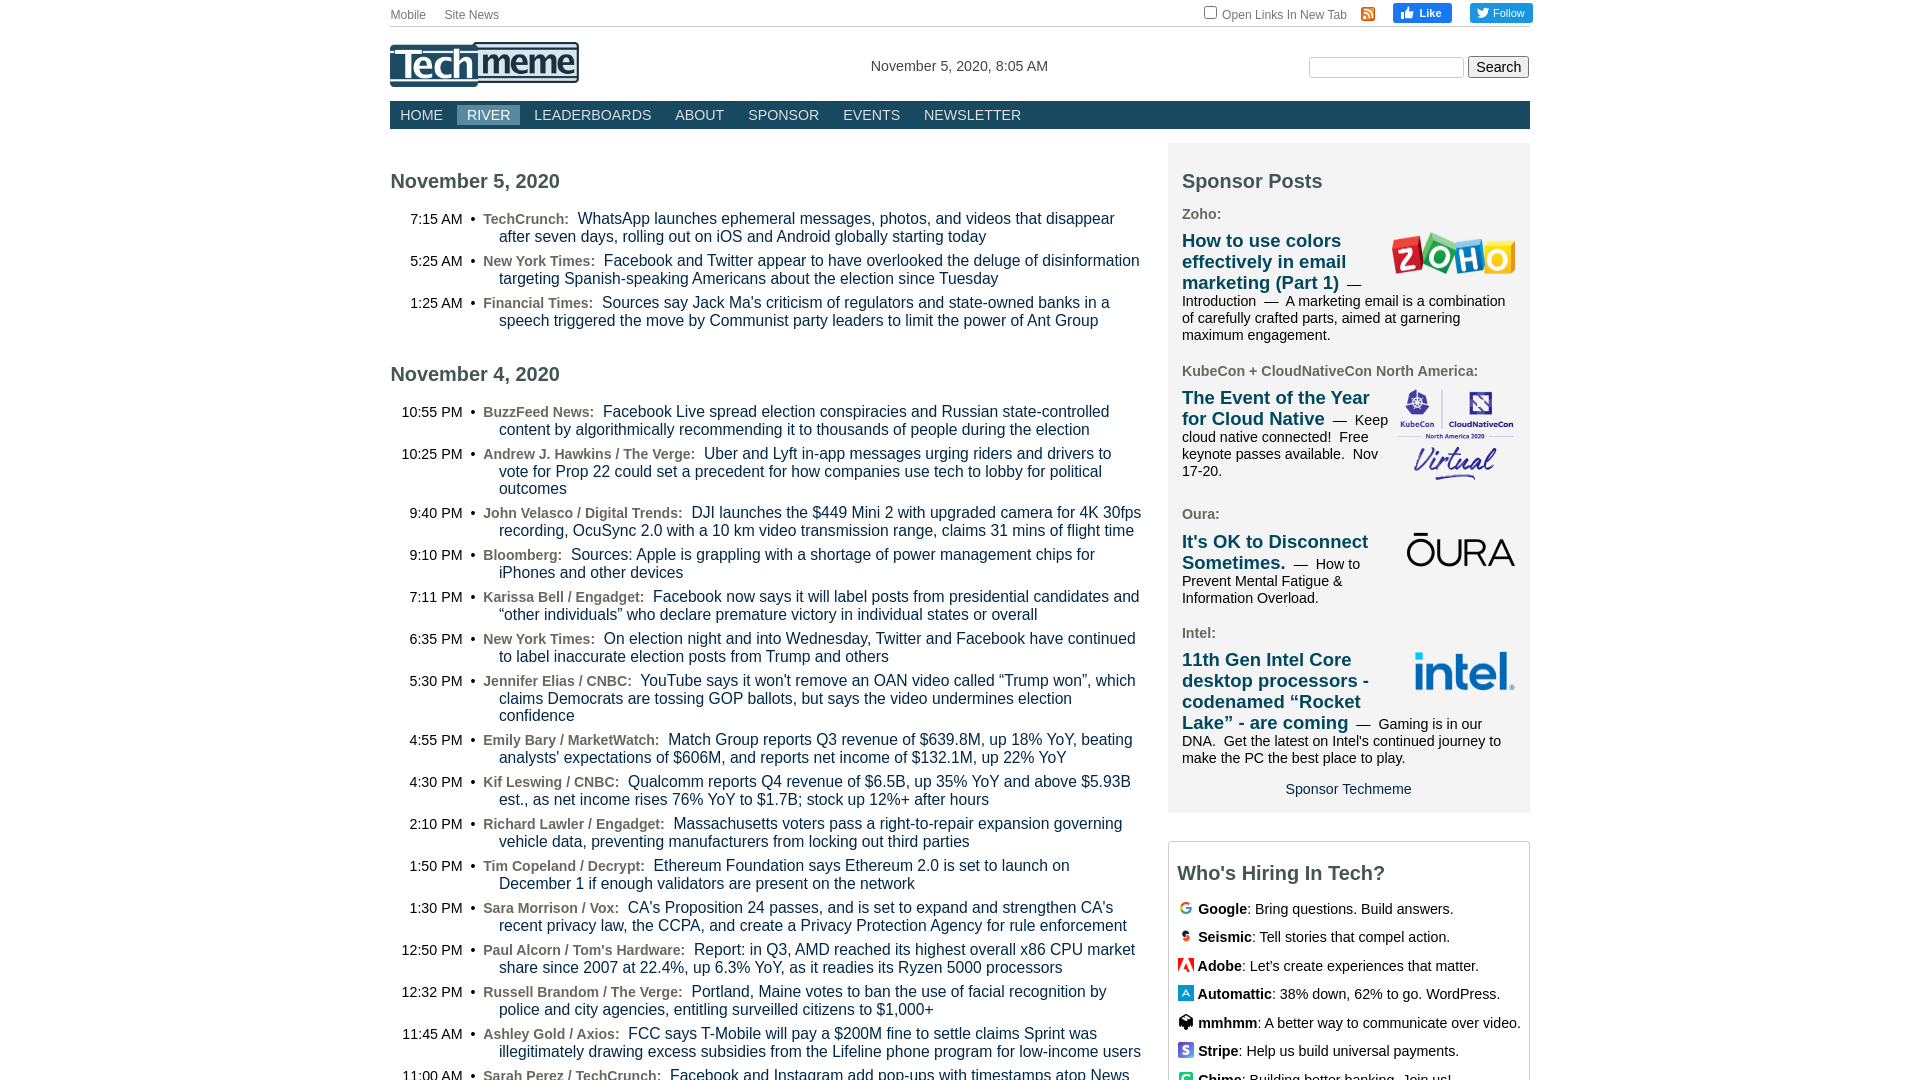 Mobile Site News Open Links In New Tab Like Follow
Techmeme November 5, 2020, 8:05 AM Search
HOME RIVER LEADERBOARDS ABOUT SPONSOR EVENTS NEWSLETTER
November 5, 2020
7:15 AM • TechCrunch: WhatsApp launches ephemeral messages, photos, and videos that disappear
after seven days, rolling out on iOS and Android globally starting today
5:25 AM • New York Times: Facebook and Twitter appear to have overlooked the deluge of disinformation
targeting Spanish-speaking Americans about the election since Tuesday
1:25 AM • Financial Times: Sources say Jack Ma's criticism of regulators and state-owned banks in a
speech triggered the move by Communist party leaders to limit the power of Ant Group
November 4, 2020
10:55 PM • BuzzFeed News: Facebook Live spread election conspiracies and Russian state-controlled
content by algorithmically recommending it to thousands of people during the election
10:25 PM • Andrew J. Hawkins / The Verge: Uber and Lyft in-app messages urging riders and drivers to
vote for Prop 22 could set a precedent for how companies use tech to lobby for political
outcomes
9:40 PM • John Velasco / Digital Trends: DJI launches the $449 Mini 2 with upgraded camera for 4K 30fps
recording, OcuSync 2.0 with a 10 km video transmission range, claims 31 mins of flight time
9:10 PM • Bloomberg: Sources: Apple is grappling with a shortage of power management chips for
iPhones and other devices
7:11 PM • Karissa Bell / Engadget: Facebook now says it will label posts from presidential candidates and
“other individuals” who declare premature victory in individual states or overall
6:35 PM • New York Times: On election night and into Wednesday, Twitter and Facebook have continued
to label inaccurate election posts from Trump and others
5:30 PM • Jennifer Elias / CNBC: YouTube says it won't remove an OAN video called “Trump won”, which
claims Democrats are tossing GOP ballots, but says the video undermines election
confidence
4:55 PM • Emily Bary / MarketWatch: Match Group reports Q3 revenue of $639.8M, up 18% YoY, beating
analysts' expectations of $606M, and reports net income of $132.1M, up 22% YoY
4:30 PM • Kif Leswing / CNBC: Qualcomm reports Q4 revenue of $6.5B, up 35% YoY and above $5.93B
est., as net income rises 76% YoY to $1.7B; stock up 12%+ after hours
2:10 PM • Richard Lawler / Engadget: Massachusetts voters pass a right-to-repair expansion governing
vehicle data, preventing manufacturers from locking out third parties
1:50 PM • Tim Copeland / Decrypt: Ethereum Foundation says Ethereum 2.0 is set to launch on
December 1 if enough validators are present on the network
1:30 PM • Sara Morrison / Vox: CA's Proposition 24 passes, and is set to expand and strengthen CA's
recent privacy law, the CCPA, and create a Privacy Protection Agency for rule enforcement
12:50 PM • Paul Alcorn / Tom's Hardware: Report: in Q3, AMD reached its highest overall x86 CPU market
share since 2007 at 22.4%, up 6.3% YoY, as it readies its Ryzen 5000 processors
12:32 PM • Russell Brandom / The Verge: Portland, Maine votes to ban the use of facial recognition by
police and city agencies, entitling surveilled citizens to $1,000+
11:45 AM • Ashley Gold / Axios: FCC says T-Mobile will pay a $200M fine to settle claims Sprint was
illegitimately drawing excess subsidies from the Lifeline phone program for low-income users
11:00 AM • Sarah Perez / TechCrunch: Facebook and Instagram add pop-ups with timestamps atop News
Sponsor Posts
Zoho:
How to use colors
effectively in email
marketing (Part 1) —
Introduction — A marketing email is a combination
of carefully crafted parts, aimed at garnering
maximum engagement.
ZOHO
KubeCon + CloudNativeCon North America:
The Event of the Year
for Cloud Native — Keep
cloud native connected! Free
keynote passes available. Nov
17-20.
KubeCon CloudNativeCon
North America 2020
Virtual
Oura:
It's OK to Disconnect
Sometimes. — How to
Prevent Mental Fatigue &
Information Overload.
ŌURA
Intel:
11th Gen Intel Core
desktop processors -
codenamed “Rocket
Lake” - are coming — Gaming is in our
DNA. Get the latest on Intel's continued journey to
make the PC the best place to play.
intel®
Sponsor Techmeme
Who's Hiring In Tech?
Google: Bring questions. Build answers.
Seismic: Tell stories that compel action.
Adobe: Let’s create experiences that matter.
Automattic: 38% down, 62% to go. WordPress.
mmhmm: A better way to communicate over video.
Stripe: Help us build universal payments.
Chime: Building better banking. Join us!